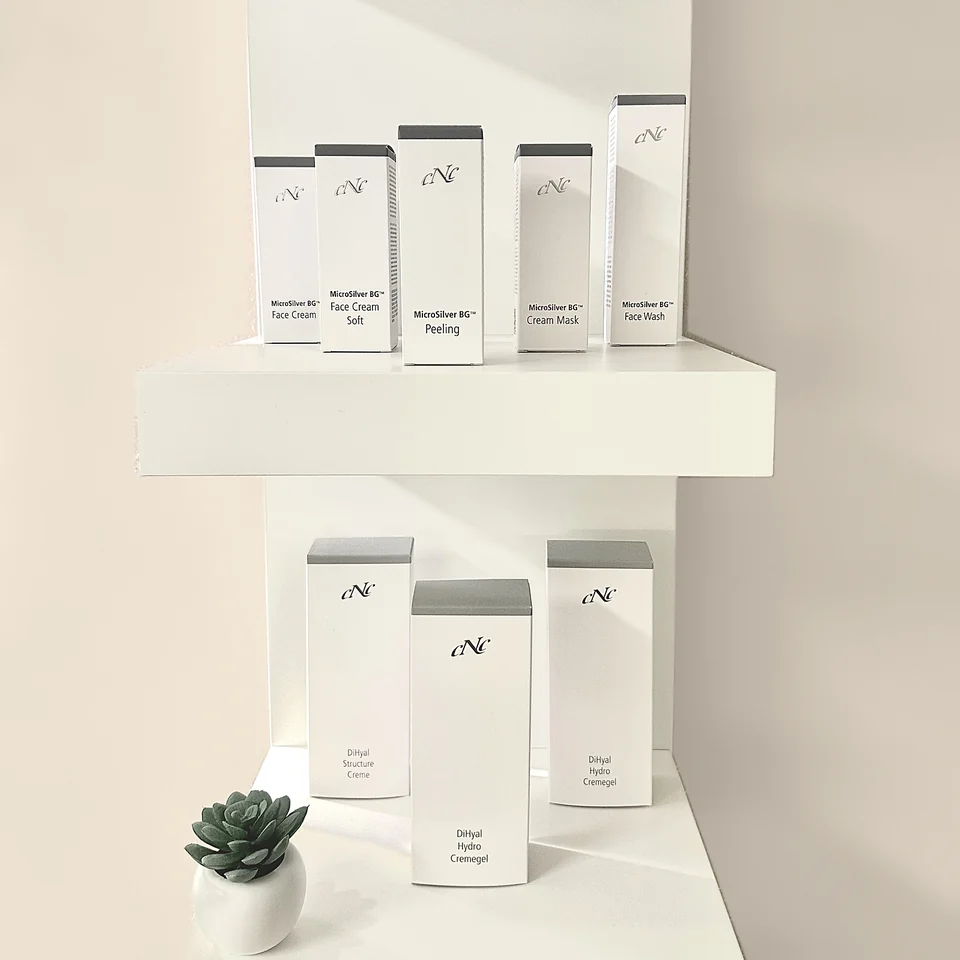 cNc
MicroSilver BG™
Face Cream
cNc
MicroSilver BG™
Face Cream
Soft
cNc
MicroSilver BG™
Peeling
cNc
MicroSilver BG™
Cream Mask
cNc
MicroSilver BG™
Face Wash
cNc
DiHyal
Structure
Creme
cNc
DiHyal
Hydro
Cremegel
cNc
DiHyal
Hydro
Cremegel